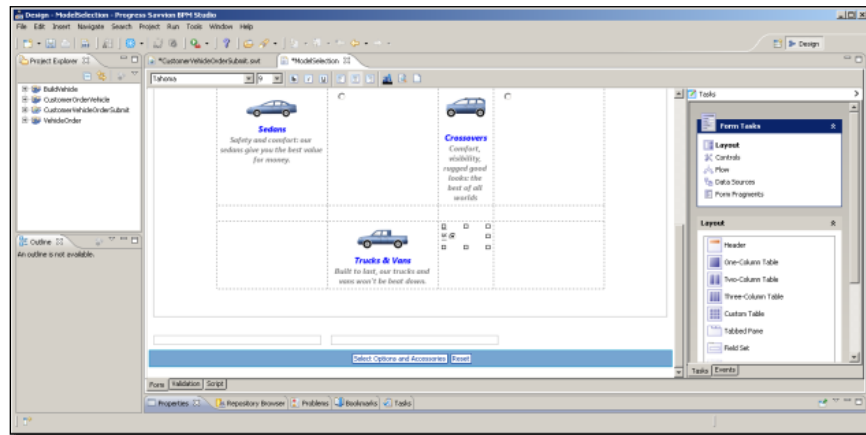 Design - ModelSelection - Progress Savvion BPM Studio
File Edit Insert Navigate Search Project Run Tools Window Help
Design
Project Explorer
*CustomerVehicleOrderSubmit.swt
*ModelSelection
Tahoma
9
BuildVehicle
CustomerOrderVehicle
CustomerVehicleOrderSubmit
VehicleOrder
Outline
An outline is not available.
Sedans
Safety and comfort: our
sedans give you the best value
for money.
Crossovers
Comfort,
visibility,
rugged good
looks: the
best of all
worlds
Trucks & Vans
Built to last, our trucks and
vans won't be beat down.
Select Options and Accessories
Reset
Form
Validation
Script
Tasks
Form Tasks
Layout
Controls
Flow
Data Sources
Form Fragments
Layout
Header
One-Column Table
Two-Column Table
Three-Column Table
Custom Table
Tabbed Pane
Field Set
Tasks
Events
Properties
Repository Browser
Problems
Bookmarks
Tasks